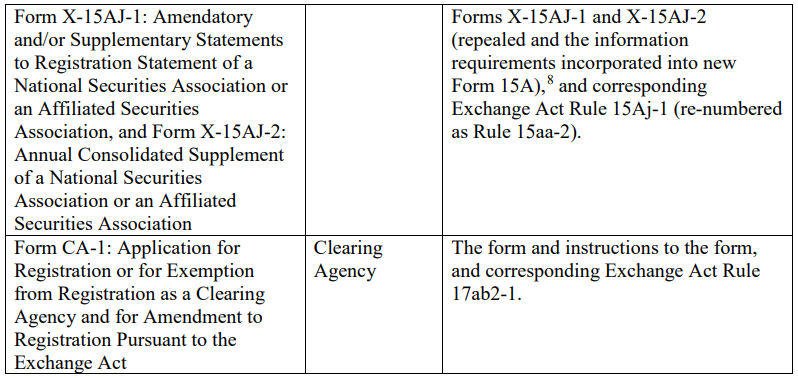 Form X-15AJ-1: Amendatory
and/or Supplementary Statements
to Registration Statement of a
National Securities Association or
an Affiliated Securities
Association, and Form X-15AJ-2:
Annual Consolidated Supplement
of a National Securities
Association or an Affiliated
Securities Association
Forms X-15AJ-1 and X-15AJ-2
(repealed and the information
requirements incorporated into new
Form 15A),8 and corresponding
Exchange Act Rule 15Aj-1 (re-numbered
as Rule 15aa-2).
Form CA-1: Application for
Registration or for Exemption
from Registration as a Clearing
Agency and for Amendment to
Registration Pursuant to the
Exchange Act
Clearing
Agency
The form and instructions to the form,
and corresponding Exchange Act Rule
17ab2-1.